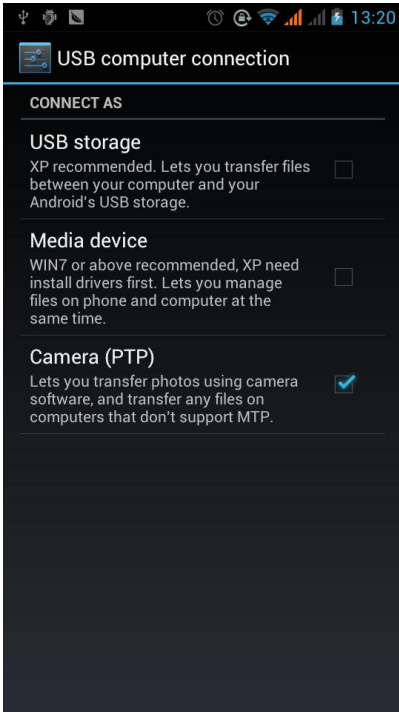 13:20
USB computer connection
CONNECT AS
USB storage
XP recommended. Lets you transfer files
between your computer and your
Android's USB storage.
Media device
WIN7 or above recommended, XP need
install drivers first. Lets you manage
files on phone and computer at the
same time.
Camera (PTP)
Lets you transfer photos using camera
software, and transfer any files on
computers that don't support MTP.